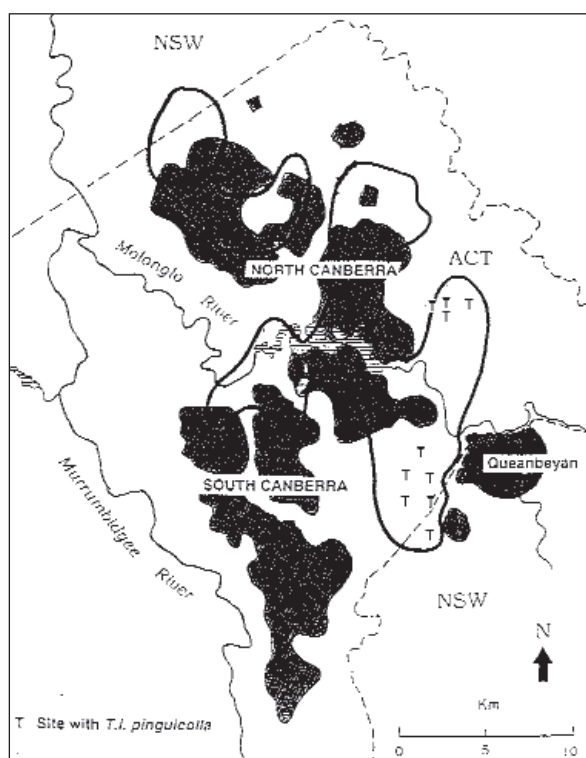 NSW
Molonglo
River
NORTH CANBERRA
ACT
T T T
T
Queanbeyan
T
T T
SOUTH CANBERRA
T T
T
Murrumbidgee
River
NSW
N
T Site with T.l. pinguicolla
Km
0 5 10